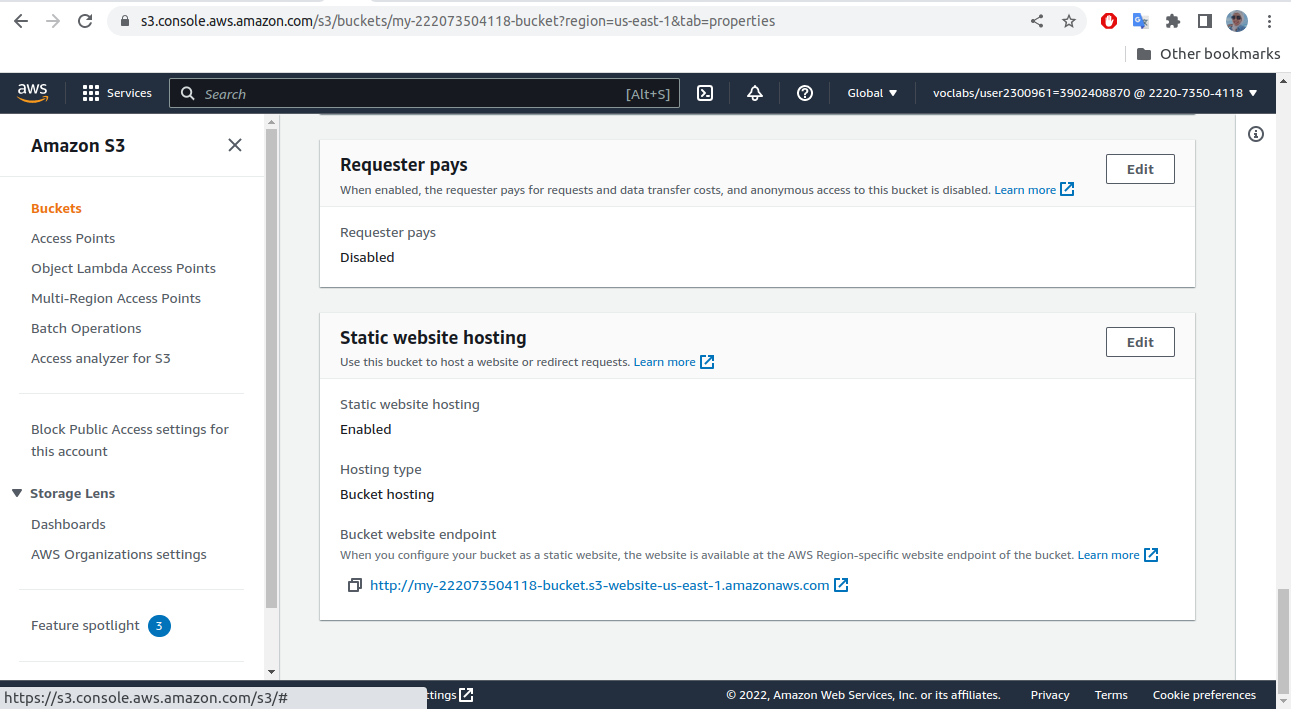 s3.console.aws.amazon.com/s3/buckets/my-222073504118-bucket?region=us-east-1&tab=properties
Other bookmarks
aws
Services
Search
[Alt+S]
Global
voclabs/user2300961=3902408870 @ 2220-7350-4118
Amazon S3
Buckets
Access Points
Object Lambda Access Points
Multi-Region Access Points
Batch Operations
Access analyzer for S3
Block Public Access settings for
this account
Storage Lens
Dashboards
AWS Organizations settings
Feature spotlight 3
Requester pays
Edit
When enabled, the requester pays for requests and data transfer costs, and anonymous access to this bucket is disabled. Learn more
Requester pays
Disabled
Static website hosting
Edit
Use this bucket to host a website or redirect requests. Learn more
Static website hosting
Enabled
Hosting type
Bucket hosting
Bucket website endpoint
When you configure your bucket as a static website, the website is available at the AWS Region-specific website endpoint of the bucket. Learn more
http://my-222073504118-bucket.s3-website-us-east-1.amazonaws.com
https://s3.console.aws.amazon.com/s3/#
© 2022, Amazon Web Services, Inc. or its affiliates.
Privacy
Terms
Cookie preferences